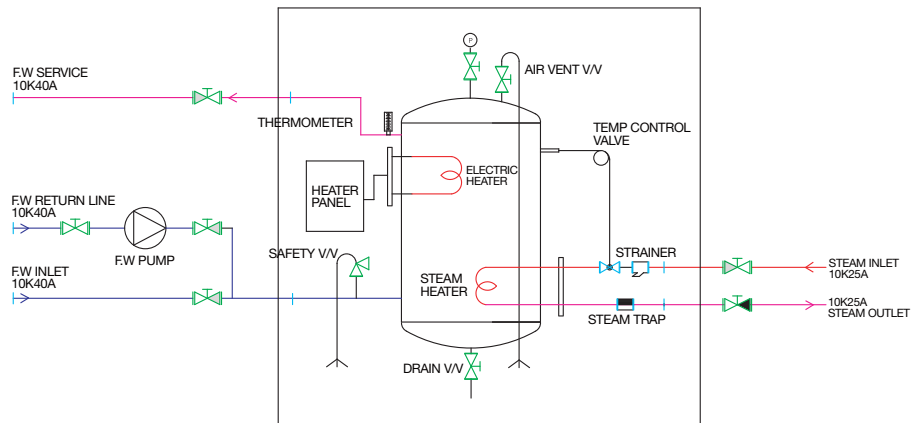 P
AIR VENT V/V
F.W SERVICE
10K40A
THERMOMETER
TEMP CONTROL
VALVE
ELECTRIC
HEATER
HEATER
PANEL
F.W RETURN LINE
10K40A
F.W PUMP
SAFETY V/V
F.W INLET
10K40A
STEAM
HEATER
STRAINER
STEAM INLET
10K25A
STEAM TRAP
10K25A
STEAM OUTLET
DRAIN V/V